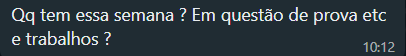 Qq tem essa semana ? Em questão de prova etc
e trabalhos ?
10:12